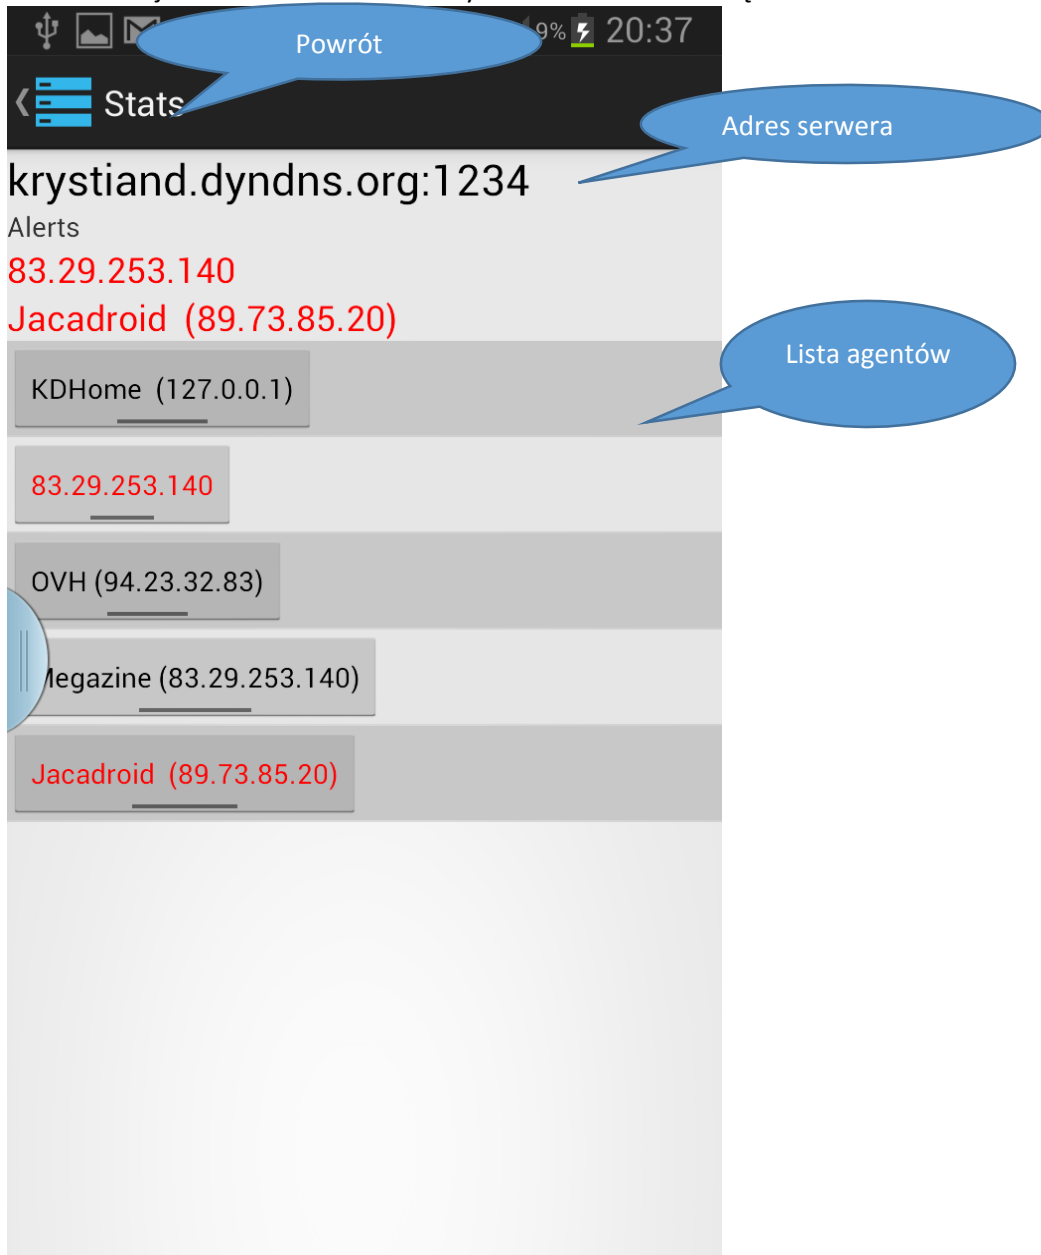 20:37
Powrót
Stats
Adres serwera
krystiand.dyndns.org:1234
Alerts
83.29.253.140
Jacadroid (89.73.85.20)
Lista agentów
KDHome (127.0.0.1)
83.29.253.140
OVH (94.23.32.83)
(83.29.253.140)
Jacadroid (89.73.85.20)